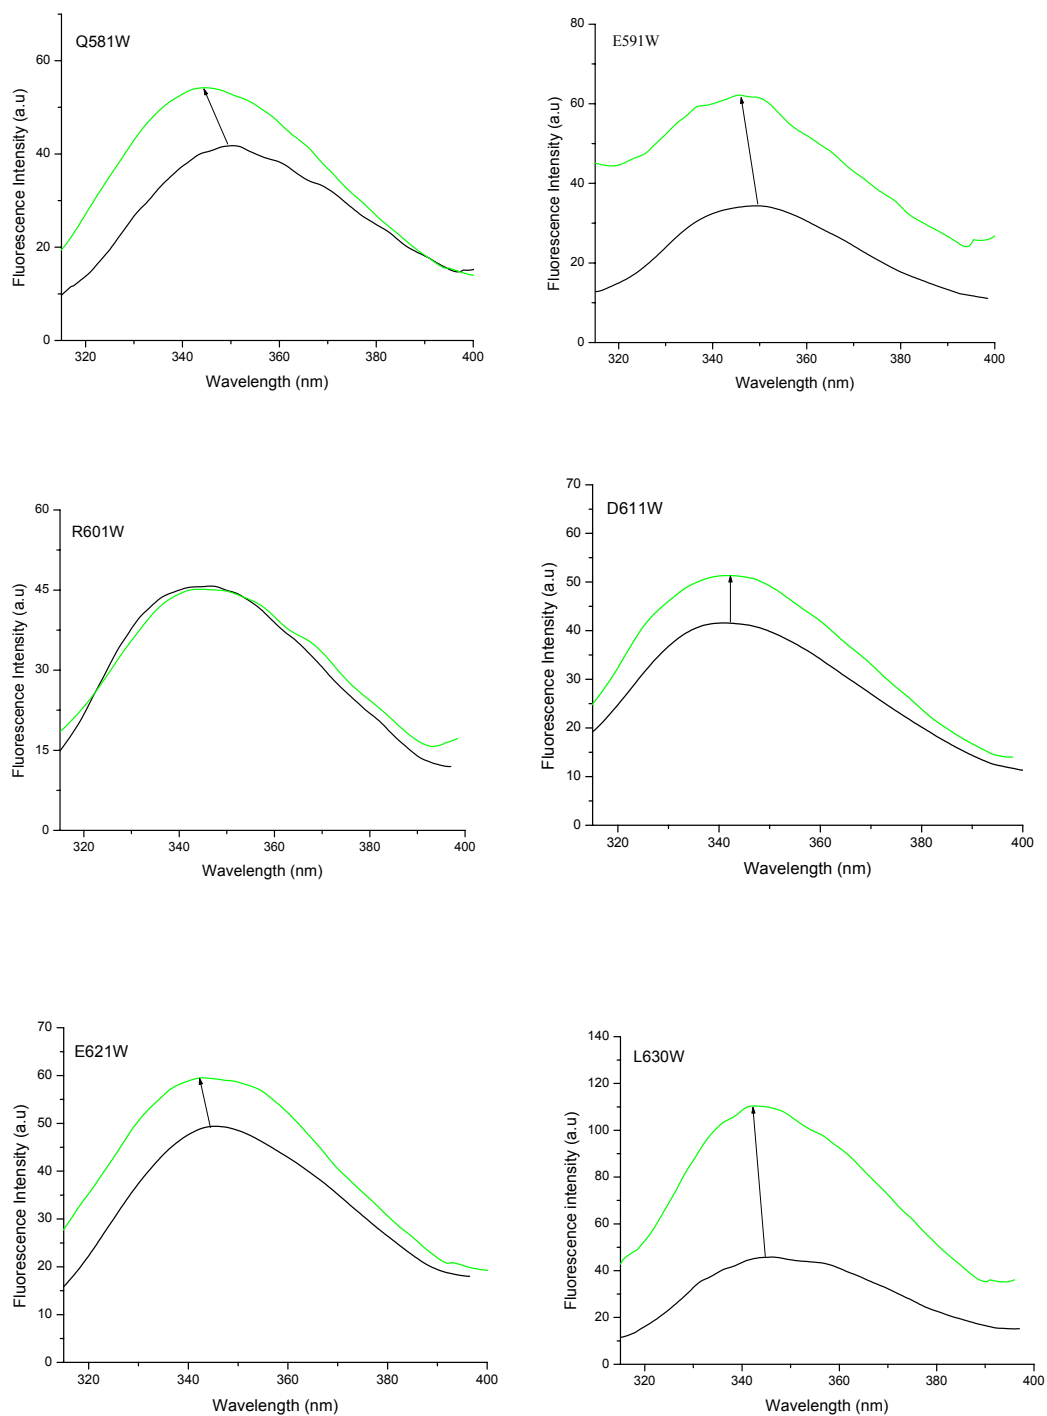 Q581W
Fluorescence Intensity (a.u)
60
40
20
0
320 340 360 380 400
Wavelength (nm)
E591W
Fluorescence Intensity (a.u)
80
60
40
20
0
320 340 360 380 400
Wavelength (nm)
R601W
Fluorescence Intensity (a.u)
60
45
30
15
0
320 340 360 380 400
Wavelength (nm)
D611W
Fluorescence Intensity (a.u)
70
60
50
40
30
20
10
0
320 340 360 380 400
Wavelength (nm)
E621W
Fluorescence Intensity (a.u)
70
60
50
40
30
20
10
0
320 340 360 380 400
Wavelength (nm)
L630W
Fluorescence intensity (a.u)
140
120
100
80
60
40
20
0
320 340 360 380 400
Wavelength (nm)